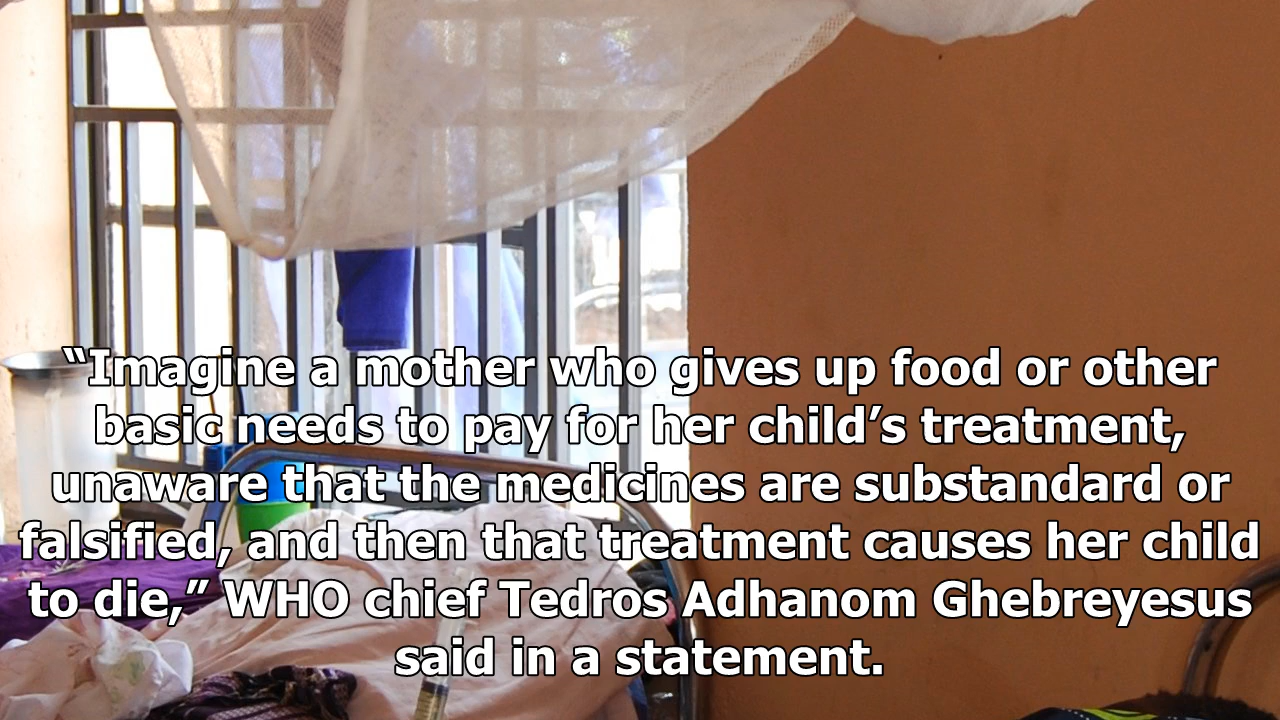 “Imagine a mother who gives up food or other
basic needs to pay for her child’s treatment,
unaware that the medicines are substandard or
falsified, and then that treatment causes her child
to die,” WHO chief Tedros Adhanom Ghebreyesus
said in a statement.